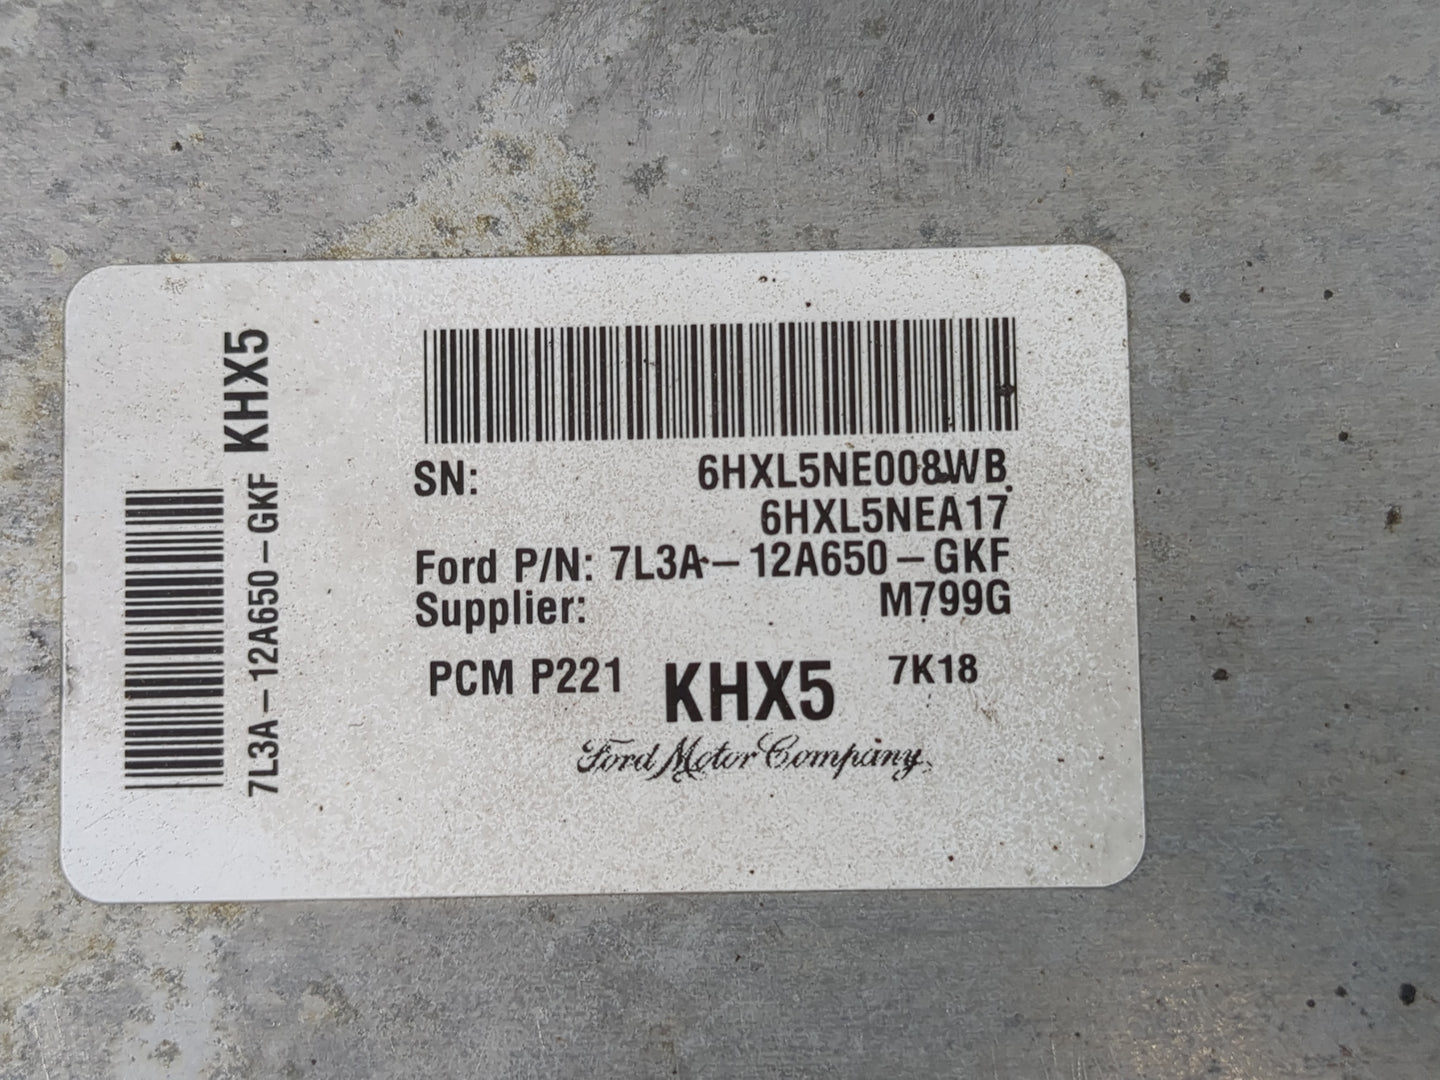 KHX5
7L3A-12A650-GKF
SN: 6HXL5NE008WB
6HXL5NEA17
Ford P/N: 7L3A-12A650-GKF
Supplier: M799G
PCM P221 KHX5 7K18
Ford Motor Company